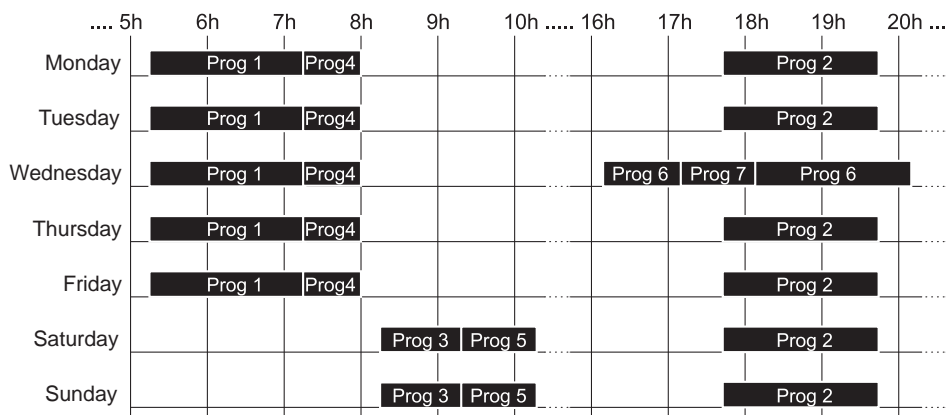 .... 5h 6h 7h 8h 9h 10h ..... 16h 17h 18h 19h 20h ...
Monday Prog 1 Prog4 Prog 2
Tuesday Prog 1 Prog4 Prog 2
Wednesday Prog 1 Prog4 Prog 6 Prog 7 Prog 6
Thursday Prog 1 Prog4 Prog 2
Friday Prog 1 Prog4 Prog 2
Saturday Prog 3 Prog 5 Prog 2
Sunday Prog 3 Prog 5 Prog 2